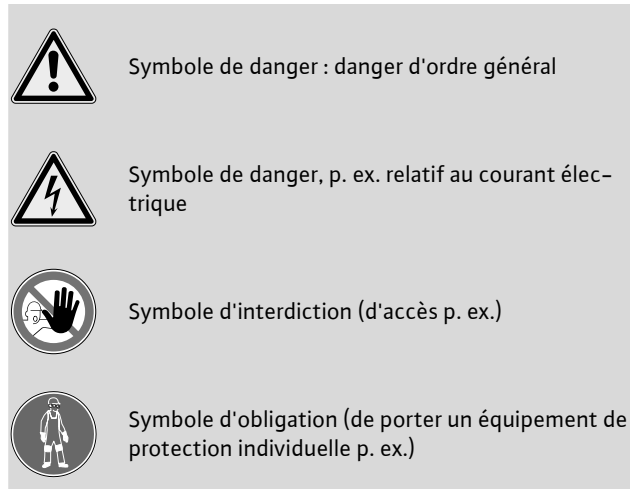 Symbole de danger : danger d'ordre général
Symbole de danger, p. ex. relatif au courant élec-
trique
Symbole d'interdiction (d'accès p. ex.)
Symbole d'obligation (de porter un équipement de
protection individuelle p. ex.)